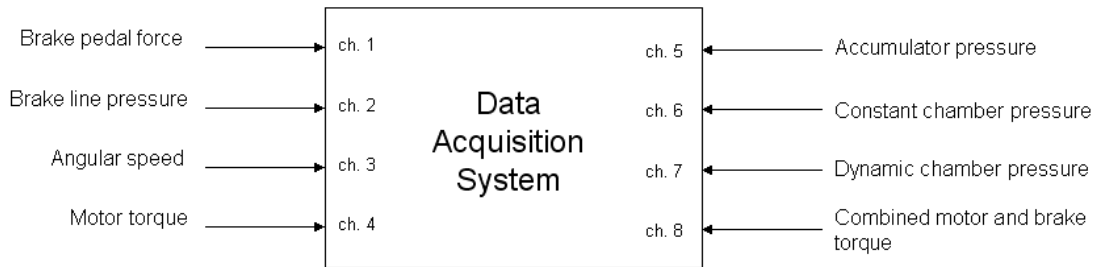 Brake pedal force
ch. 1
Brake line pressure
ch. 2
Angular speed
ch. 3
Motor torque
ch. 4
Data
Acquisition
System
ch. 5
Accumulator pressure
ch. 6
Constant chamber pressure
ch. 7
Dynamic chamber pressure
ch. 8
Combined motor and brake
torque